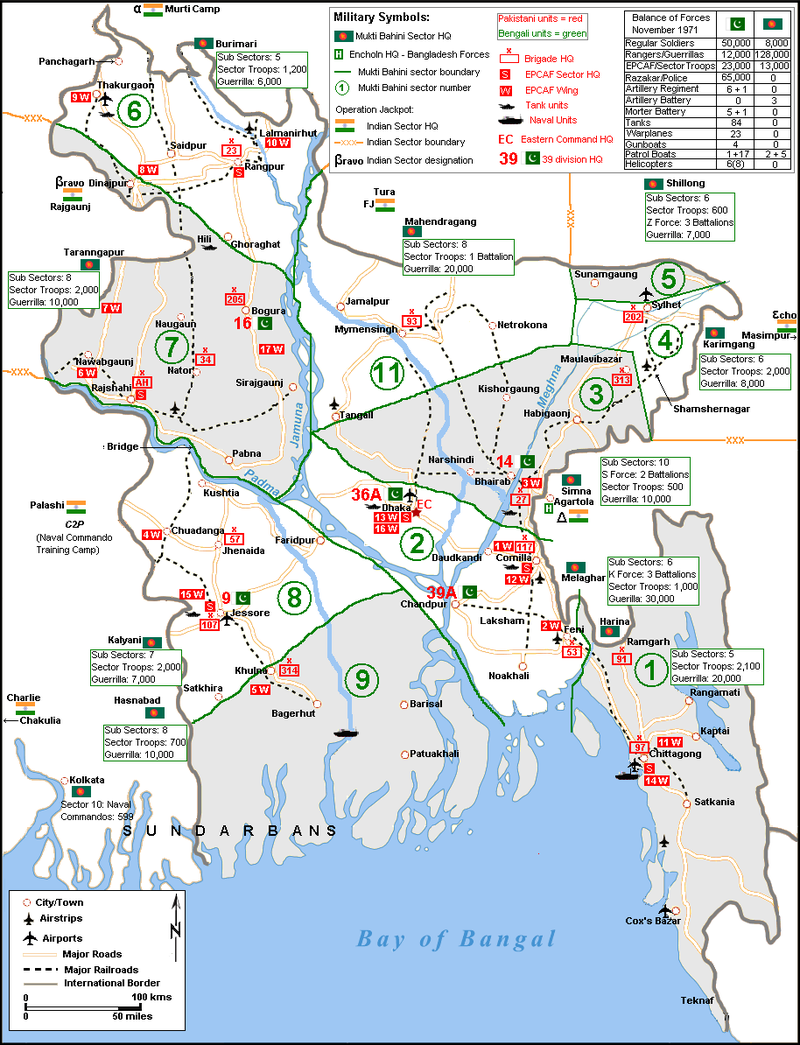 α Murti Camp
Burimari
Sub Sectors: 5
Sector Troops: 1,200
Guerrilla: 6,000
Military Symbols:
Mukti Bahini Sector HQ
H Encholn HQ - Bangladesh Forces
Mukti Bahini sector boundary
1 Mukti Bahini sector number
Operation Jackpot:
Indian Sector HQ
xxx Indian Sector boundary
βravo Indian Sector designation
Pakistani units = red
Bengali units = green
x
Brigade HQ
S EPCAF Sector HQ
W EPCAF Wing
Tank units
Naval Units
EC Eastern Command HQ
39 39 division HQ
Balance of Forces
November 1971
Regular Soldiers 50,000 8,000
Rangers/Guerrillas 12,000 128,000
EPCAF/SectorTroops 23,000 13,000
Razakar/Police 65,000
Artillery Regiment 6 + 1 0
Artillery Battery 0 3
Morter Battery 5 + 1 0
Tanks 84 0
Warplanes 23 0
Gunboats 4 0
Patrol Boats 1+17 2 + 5
Helicopters 6(8) 0
Panchagarh
Thakurgaon
9 W
6
Saidpur
Lalmanirhut
10 W
x
23
Rangpur
S
8 W
βravo
Rajgaunj
Dinajpur
Tura
FJ
Mahendragang
Sub Sectors: 8
Sector Troops: 1 Battalion
Guerilla: 20,000
Shillong
Sub Sectors: 6
Sector Troops: 600
Z Force: 3 Battalions
Guerrilla: 7,000
XXX
Taranngapur
Sub Sectors: 8
Sector Troops: 2,000
Guerrilla: 10,000
Hili
Ghoraghat
7 W
x
205
Bogura
16
17 W
Naugaun
7
x
34
Nator
Nawabgunj
6 W
x
AH
S
Rajshahi
Sirajgaunj
Pabna
XXX
Jamuna
Jamalpur
Mymensingh
x
93
Netrokona
11
Kishorgaung
Tangail
Sunamgaung
5
Sylhet
x
202
4
Maulavibazar
x
313
3
Habigaonj
Meghna
Shamshernagar
Karimgang
Sub Sectors: 6
Sector Troops: 2,000
Guerrilla: 8,000
Ɛcho
Masimpur
XXX
Bridge
Padma
Kushtia
Palashi
C2P
(Naval Commando
Training Camp)
4 W
Chuadanga
x
57
Jhenaida
Faridpur
Narshindi
14
Bhairab
3 W
x
27
36A
Dhaka
EC
13 W S
16 W
2
Daudkandi
1 W
x
117
Comilla
S
12 W
Simna
Agartola
H
Δ
Sub Sectors: 10
S Force: 2 Battalions
Sector Troops: 500
Guerrilla: 10,000
Melaghar
Sub Sectors: 6
K Force: 3 Battalions
Sector Troops: 1,000
Guerilla: 30,000
15 W
S
x
107
9
Jessore
8
39A
Chandpur
Laksham
2 W
Feni
x
53
Noakhali
Harina
Ramgarh
x
91
1
Sub Sectors: 5
Sector Troops: 2,100
Guerrilla: 20,000
Rangamati
Kaptai
x
97
11 W
Chittagong
S
14 W
Satkania
Cox's Bazar
Teknaf
Kalyani
Sub Sectors: 7
Sector Troops: 2,000
Guerrilla: 7,000
Hasnabad
Sub Sectors: 8
Sector Troops: 700
Guerrilla: 10,000
Satkhira
Khulna
x
314
5 W
Bagerhut
9
Barisal
Patuakhali
Charlie
Chakulia
Kolkata
Sector 10: Naval
Commandos: 599
SUNDARBANS
Bay of Bangal
City/Town
Airstrips
Airports
Major Roads
Major Railroads
International Border
N
0 100 kms
0 50 miles